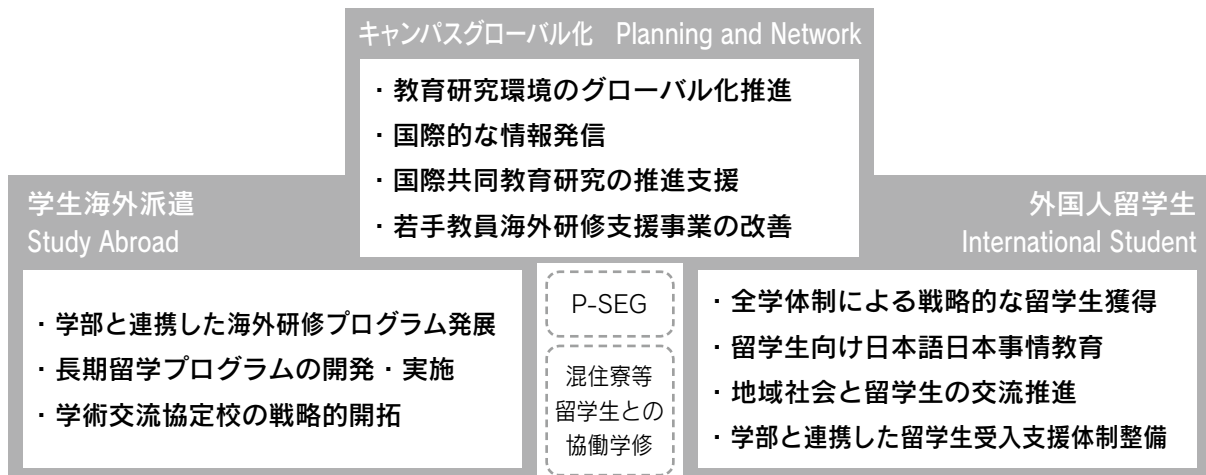 キャンパスグローバル化　Planning and Network
・教育研究環境のグローバル化推進
・国際的な情報発信
・国際共同教育研究の推進支援
・若手教員海外研修支援事業の改善
学生海外派遣
Study Abroad
・学部と連携した海外研修プログラム発展
・長期留学プログラムの開発・実施
・学術交流協定校の戦略的開拓
P-SEG
混住寮等
留学生との
協働学修
外国人留学生
International Student
・全学体制による戦略的な留学生獲得
・留学生向け日本語日本事情教育
・地域社会と留学生の交流推進
・学部と連携した留学生受入支援体制整備